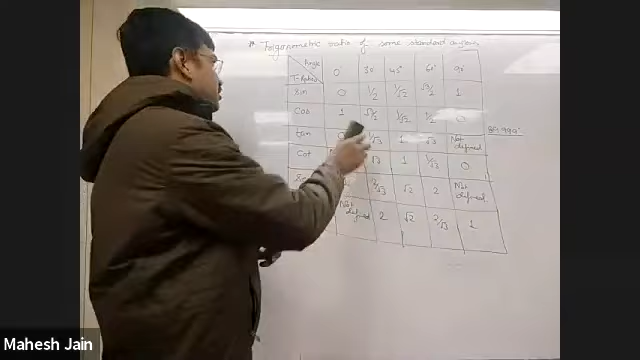 * Trigonometric ratio of some standard angles
Angle
T-Ratios 0° 30 45° 60° 90°
Sin 0 1/2 1/√2 √3/2 1
Cos 1 √3/2 1/√2 1/2 0
tan 0 1/√3 1 √3 Not defined
Cot √3 1 1/√3 0
2/√3 √2 2 Not defined
Not defined 2 √2 2/√3 1
Mahesh Jain